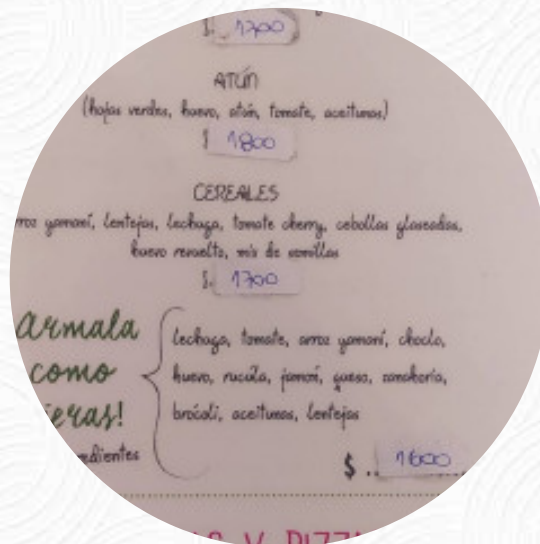 $. 1700
ATÚN
(hojas verdes, huevo, atún, tomate, aceitunas)
$ 1800
CEREALES
yamaní, lentejas, lechuga, tomate cherry, cebollas glaseadas,
huevo revuelto, mix de semillas
$. 1700
Armala
como
lechuga, tomate, arroz yamaní, choclo,
huevo, rucula, jamón, queso, zanahoria,
brócoli, aceitunas, lentejas
$ .. 1600